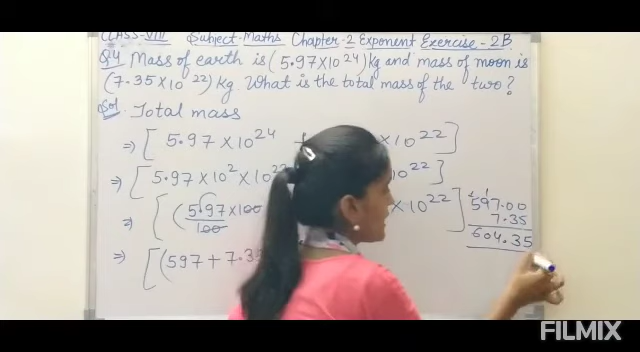 CLASS-VIII Subject-Maths Chapter-2 Exponent Exercise-2B
Q.4 Mass of earth is (5.97×10²⁴)kg and mass of moon is
(7.35×10²²)kg What is the total mass of the two?
Sol. Total mass
⇒) [ 5.97×10²⁴ + ×10²² ]
⇒) [ 5.97×10²×10²² 10²² ]
⇒) [ (5.97×100 ×10²² ]
100
⇒) [ (597 + 7.35
597.00
7.35
604.35
FILMIX